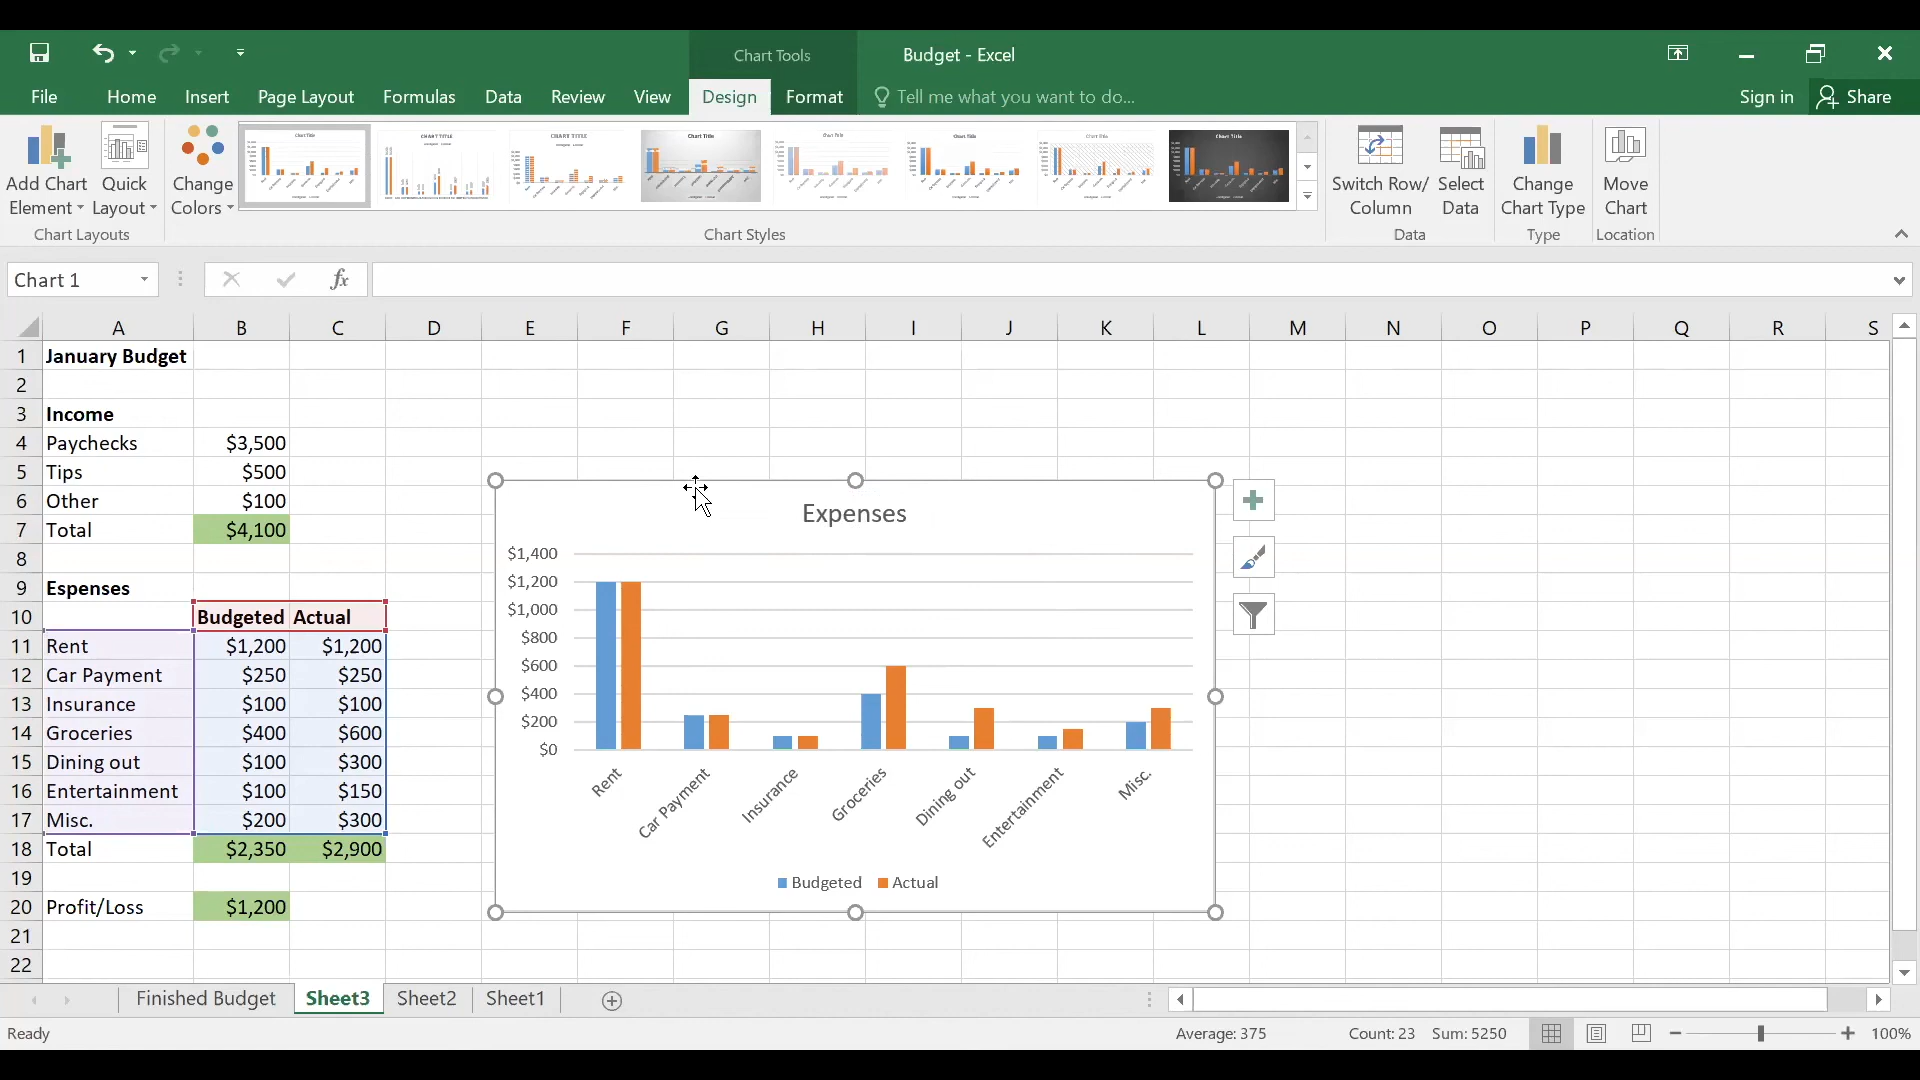 Chart Tools
Budget - Excel
File Home Insert Page Layout Formulas Data Review View Design Format Tell me what you want to do... Sign in Share
Add Chart Element
Quick Layout
Change Colors
Switch Row/ Column
Select Data
Change Chart Type
Move Chart
Chart Layouts Chart Styles Data Type Location
Chart 1 fx
A B C D E F G H I J K L M N O P Q R S
1 January Budget
2
3 Income
4 Paychecks $3,500
5 Tips $500
6 Other $100
7 Total $4,100
8
9 Expenses
10 Budgeted Actual
11 Rent $1,200 $1,200
12 Car Payment $250 $250
13 Insurance $100 $100
14 Groceries $400 $600
15 Dining out $100 $300
16 Entertainment $100 $150
17 Misc. $200 $300
18 Total $2,350 $2,900
19
20 Profit/Loss $1,200
21
22
Expenses
$1,400
$1,200
$1,000
$800
$600
$400
$200
$0
Rent Car Payment Insurance Groceries Dining out Entertainment Misc.
Budgeted Actual
Finished Budget Sheet3 Sheet2 Sheet1
Ready Average: 375 Count: 23 Sum: 5250 100%